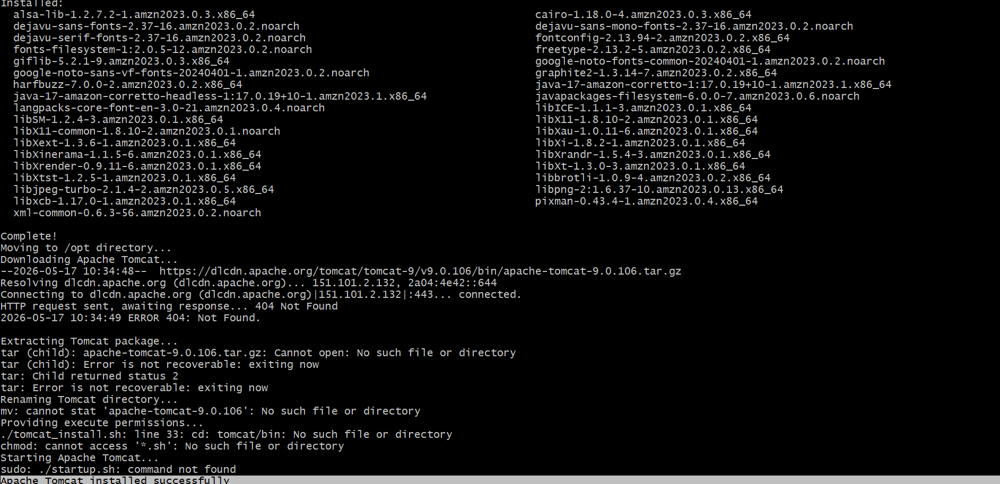 Installed:
  alsa-lib-1.2.7.2-1.amzn2023.0.3.x86_64                                            cairo-1.18.0-4.amzn2023.0.3.x86_64
  dejavu-sans-fonts-2.37-16.amzn2023.0.2.noarch                                     dejavu-sans-mono-fonts-2.37-16.amzn2023.0.2.noarch
  dejavu-serif-fonts-2.37-16.amzn2023.0.2.noarch                                    fontconfig-2.13.94-2.amzn2023.0.2.x86_64
  fonts-filesystem-1:2.0.5-12.amzn2023.0.2.noarch                                   freetype-2.13.2-5.amzn2023.0.2.x86_64
  giflib-5.2.1-9.amzn2023.0.3.x86_64                                                google-noto-fonts-common-20240401-1.amzn2023.0.2.noarch
  google-noto-sans-vf-fonts-20240401-1.amzn2023.0.2.noarch                          graphite2-1.3.14-7.amzn2023.0.2.x86_64
  harfbuzz-7.0.0-2.amzn2023.0.2.x86_64                                              java-17-amazon-corretto-1:17.0.19+10-1.amzn2023.1.x86_64
  java-17-amazon-corretto-headless-1:17.0.19+10-1.amzn2023.1.x86_64                 javapackages-filesystem-6.0.0-7.amzn2023.0.6.noarch
  langpacks-core-font-en-3.0-21.amzn2023.0.4.noarch                                 libICE-1.1.1-3.amzn2023.0.1.x86_64
  libSM-1.2.4-3.amzn2023.0.1.x86_64                                                 libX11-1.8.10-2.amzn2023.0.1.x86_64
  libX11-common-1.8.10-2.amzn2023.0.1.noarch                                        libXau-1.0.11-6.amzn2023.0.1.x86_64
  libXext-1.3.6-1.amzn2023.0.1.x86_64                                               libXi-1.8.2-1.amzn2023.0.1.x86_64
  libXinerama-1.1.5-6.amzn2023.0.1.x86_64                                           libXrandr-1.5.4-3.amzn2023.0.1.x86_64
  libXrender-0.9.11-6.amzn2023.0.1.x86_64                                           libXt-1.3.0-3.amzn2023.0.1.x86_64
  libXtst-1.2.5-1.amzn2023.0.1.x86_64                                               libbrotli-1.0.9-4.amzn2023.0.2.x86_64
  libjpeg-turbo-2.1.4-2.amzn2023.0.5.x86_64                                         libpng-2:1.6.37-10.amzn2023.0.13.x86_64
  libxcb-1.17.0-1.amzn2023.0.1.x86_64                                               pixman-0.43.4-1.amzn2023.0.4.x86_64
  xml-common-0.6.3-56.amzn2023.0.2.noarch

Complete!
Moving to /opt directory...
Downloading Apache Tomcat...
--2026-05-17 10:34:48--  https://dlcdn.apache.org/tomcat/tomcat-9/v9.0.106/bin/apache-tomcat-9.0.106.tar.gz
Resolving dlcdn.apache.org (dlcdn.apache.org)... 151.101.2.132, 2a04:4e42::644
Connecting to dlcdn.apache.org (dlcdn.apache.org)|151.101.2.132|:443... connected.
HTTP request sent, awaiting response... 404 Not Found
2026-05-17 10:34:49 ERROR 404: Not Found.

Extracting Tomcat package...
tar (child): apache-tomcat-9.0.106.tar.gz: Cannot open: No such file or directory
tar (child): Error is not recoverable: exiting now
tar: Child returned status 2
tar: Error is not recoverable: exiting now
Renaming Tomcat directory...
mv: cannot stat 'apache-tomcat-9.0.106': No such file or directory
Providing execute permissions...
./tomcat_install.sh: line 33: cd: tomcat/bin: No such file or directory
chmod: cannot access '*.sh': No such file or directory
Starting Apache Tomcat...
sudo: ./startup.sh: command not found
Apache Tomcat installed successfully